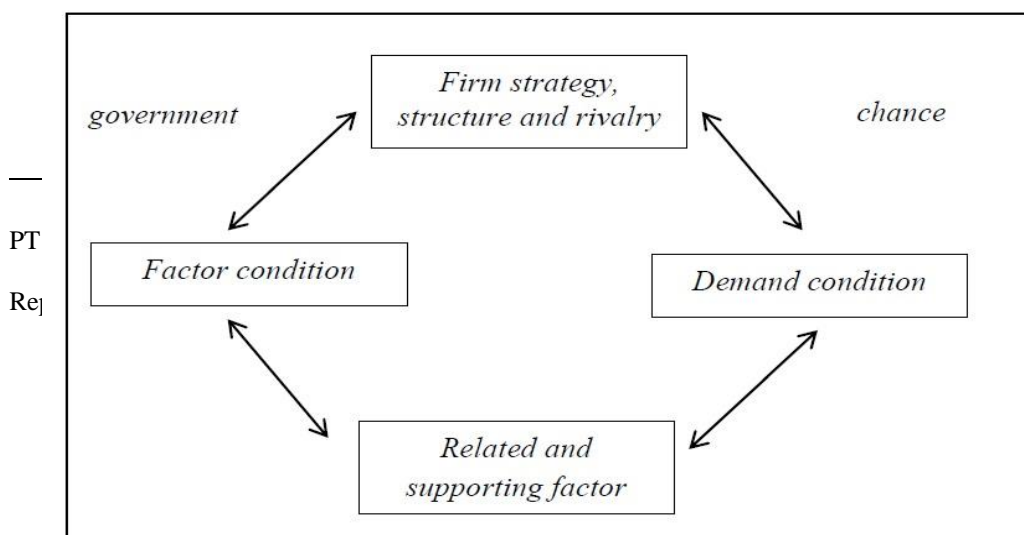 Firm strategy,
structure and rivalry
government
chance
PT
Factor condition
Demand condition
Related and
supporting factor